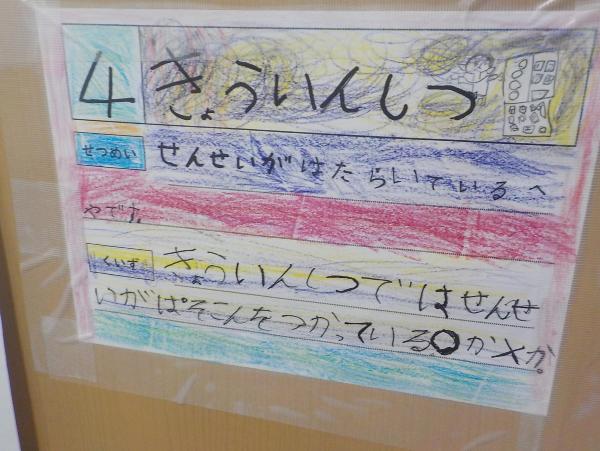 4 きょういんしつ
せつめい せんせいがはたらいているへ
やです。
くいず きょういんしつではせんせ
いがぱそこんをつかっている〇か×か。